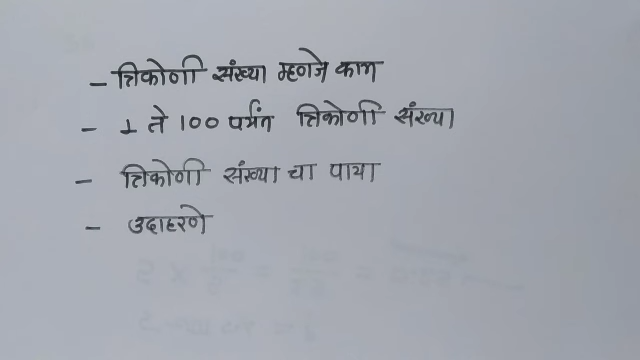 - त्रिकोणी संख्या म्हणजे काय
- 1 ते 100 पर्यंत त्रिकोणी संख्या
- त्रिकोणी संख्या चा पाया
- उदाहरणे